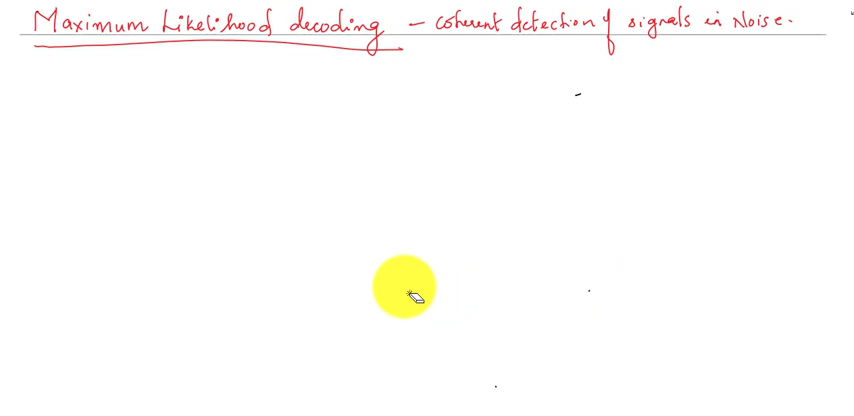 Maximum Likelihood decoding - coherent detection of signals in Noise.